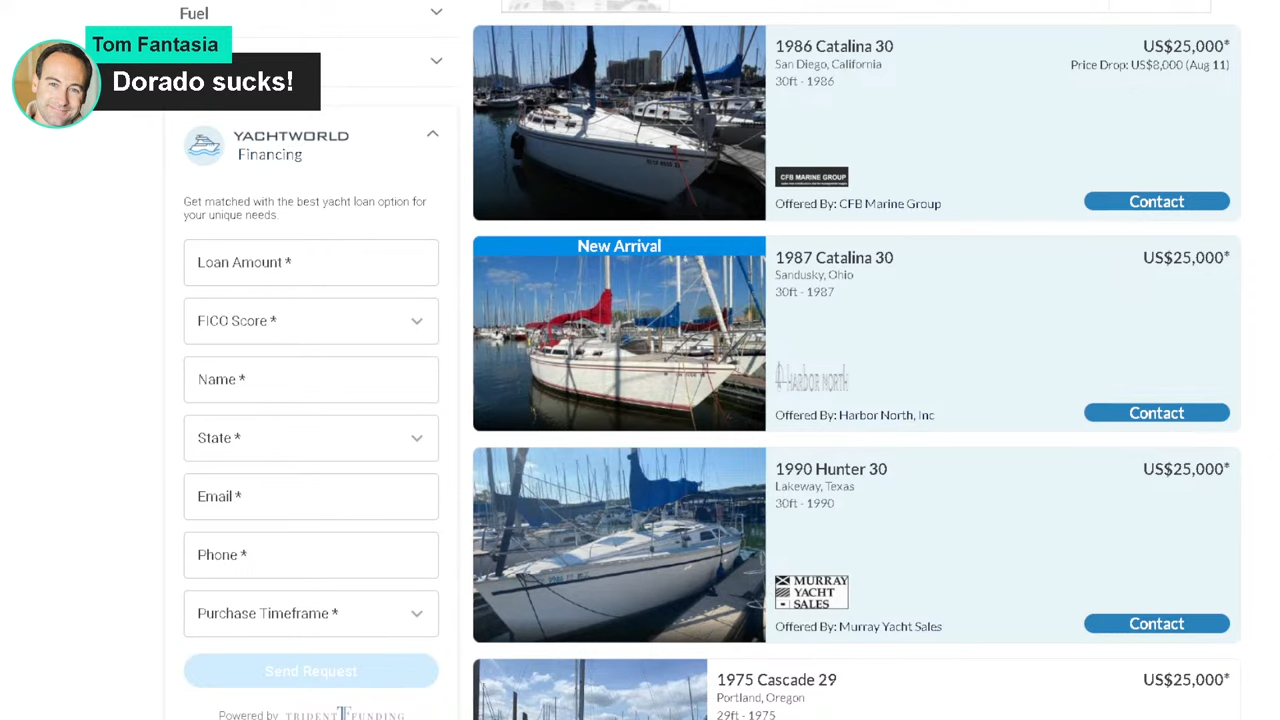 Fuel
Tom Fantasia
Dorado sucks!
YACHTWORLD
Financing
Get matched with the best yacht loan option for
your unique needs.
Loan Amount *
FICO Score *
Name *
State *
Email *
Phone *
Purchase Timeframe *
Send Request
Powered by TRIDENT FUNDING
1986 Catalina 30
US$25,000*
San Diego, California
Price Drop: US$8,000 (Aug 11)
30ft - 1986
CFB MARINE GROUP
Offered By: CFB Marine Group
Contact
New Arrival
1987 Catalina 30
US$25,000*
Sandusky, Ohio
30ft - 1987
HARBOR NORTH
Offered By: Harbor North, Inc
Contact
1990 Hunter 30
US$25,000*
Lakeway, Texas
30ft - 1990
MURRAY
YACHT
SALES
Offered By: Murray Yacht Sales
Contact
1975 Cascade 29
US$25,000*
Portland, Oregon
29ft - 1975